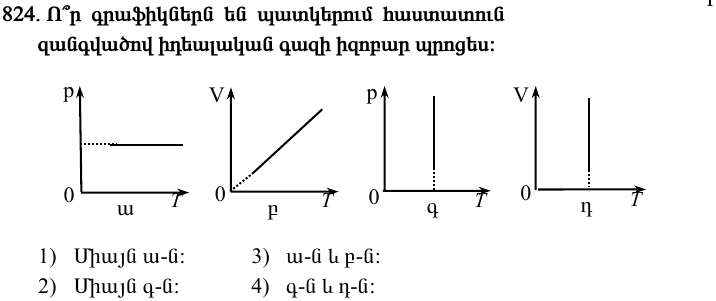 824. Ո՞ր գրաֆիկներն են պատկերում հաստատուն
զանգվածով իդեալական գազի իզոբար պրոցես:
p V p V
0 T 0 T 0 T 0 T
ա բ գ դ
1) Միայն ա-ն: 3) ա-ն և բ-ն:
2) Միայն գ-ն: 4) գ-ն և դ-ն: